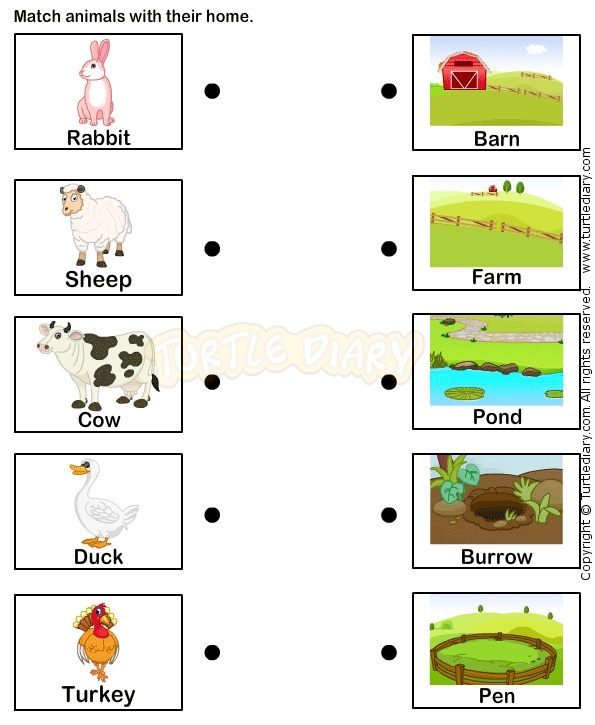 Match animals with their home.
Rabbit
Barn
Sheep
Farm
TURTLE DIARY
Cow
Pond
Duck
Burrow
Turkey
Pen
Copyright © Turtlediary.com. All rights reserved. www.turtlediary.com